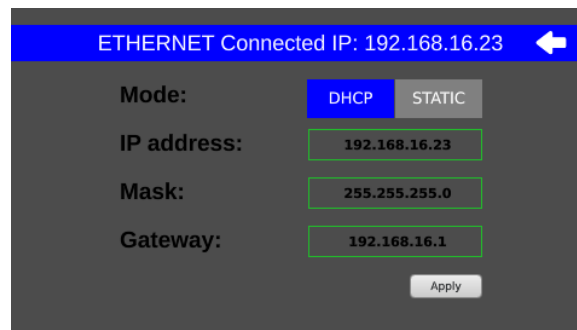 ETHERNET Connected IP: 192.168.16.23
Mode: DHCP STATIC
IP address: 192.168.16.23
Mask: 255.255.255.0
Gateway: 192.168.16.1
Apply